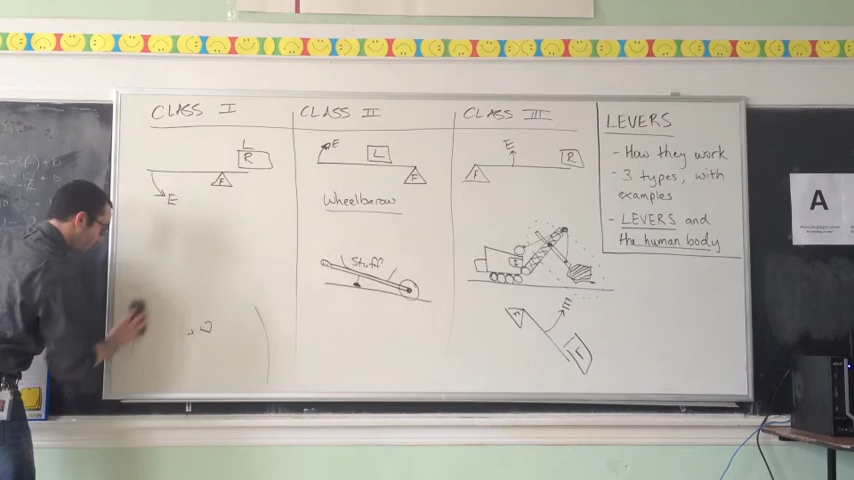 CLASS I
L
R
F
E
CLASS II
E
L
F
Wheelbarow
Stuff
CLASS III
E
R
F
E
L
LEVERS
- How they work
- 3 types, with
examples
- LEVERS and
the human body
A